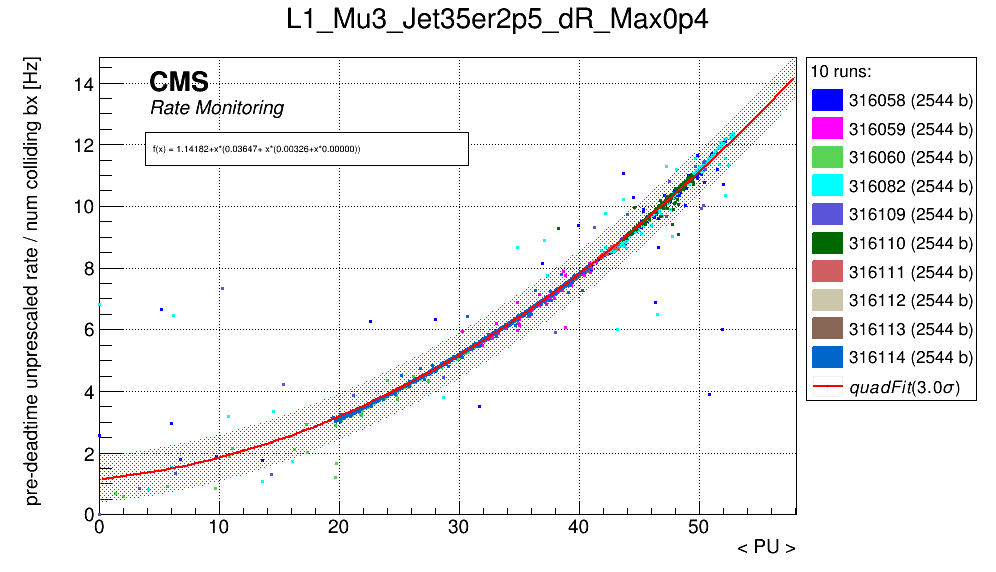 L1_Mu3_Jet35er2p5_dR_Max0p4
pre-deadtime unprescaled rate / num colliding bx [Hz]
CMS
Rate Monitoring
f(x) = 1.14182+x*(0.03647+ x*(0.00326+x*0.00000))
14
12
10
8
6
4
2
0
0
10
20
30
40
50
< PU >
10 runs:
316058 (2544 b)
316059 (2544 b)
316060 (2544 b)
316082 (2544 b)
316109 (2544 b)
316110 (2544 b)
316111 (2544 b)
316112 (2544 b)
316113 (2544 b)
316114 (2544 b)
quadFit(3.0σ)